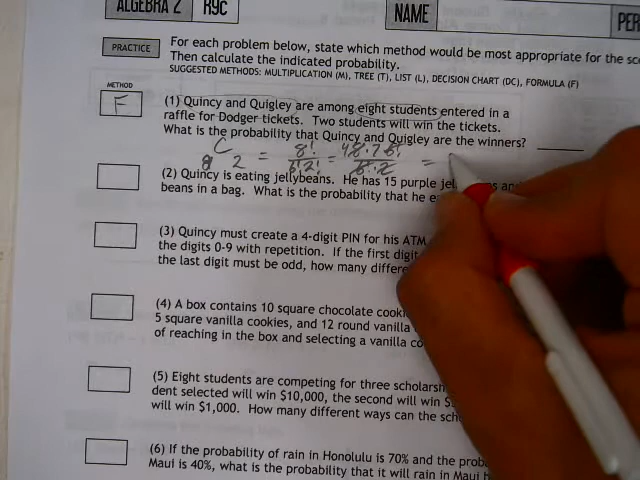 ALGEBRA 2 R9C NAME PER
PRACTICE
For each problem below, state which method would be most appropriate for the sc
Then calculate the indicated probability.
SUGGESTED METHODS: MULTIPLICATION (M), TREE (T), LIST (L), DECISION CHART (DC), FORMULA (F)
METHOD
F
(1) Quincy and Quigley are among eight students entered in a
raffle for Dodger tickets. Two students will win the tickets.
What is the probability that Quincy and Quigley are the winners?
8 C 2 = 8! / 6!2! = 4 8·7·6! / 6!·2 =
(2) Quincy is eating jellybeans. He has 15 purple jel ns and
beans in a bag. What is the probability that he e
(3) Quincy must create a 4-digit PIN for his ATM
the digits 0-9 with repetition. If the first digit
the last digit must be odd, how many differe
(4) A box contains 10 square chocolate cook
5 square vanilla cookies, and 12 round vanilla
of reaching in the box and selecting a vanilla co
(5) Eight students are competing for three scholarsh
dent selected will win $10,000, the second will win $
will win $1,000. How many different ways can the sch
(6) If the probability of rain in Honolulu is 70% and the prob
Maui is 40%, what is the probability that it will rain in Maui